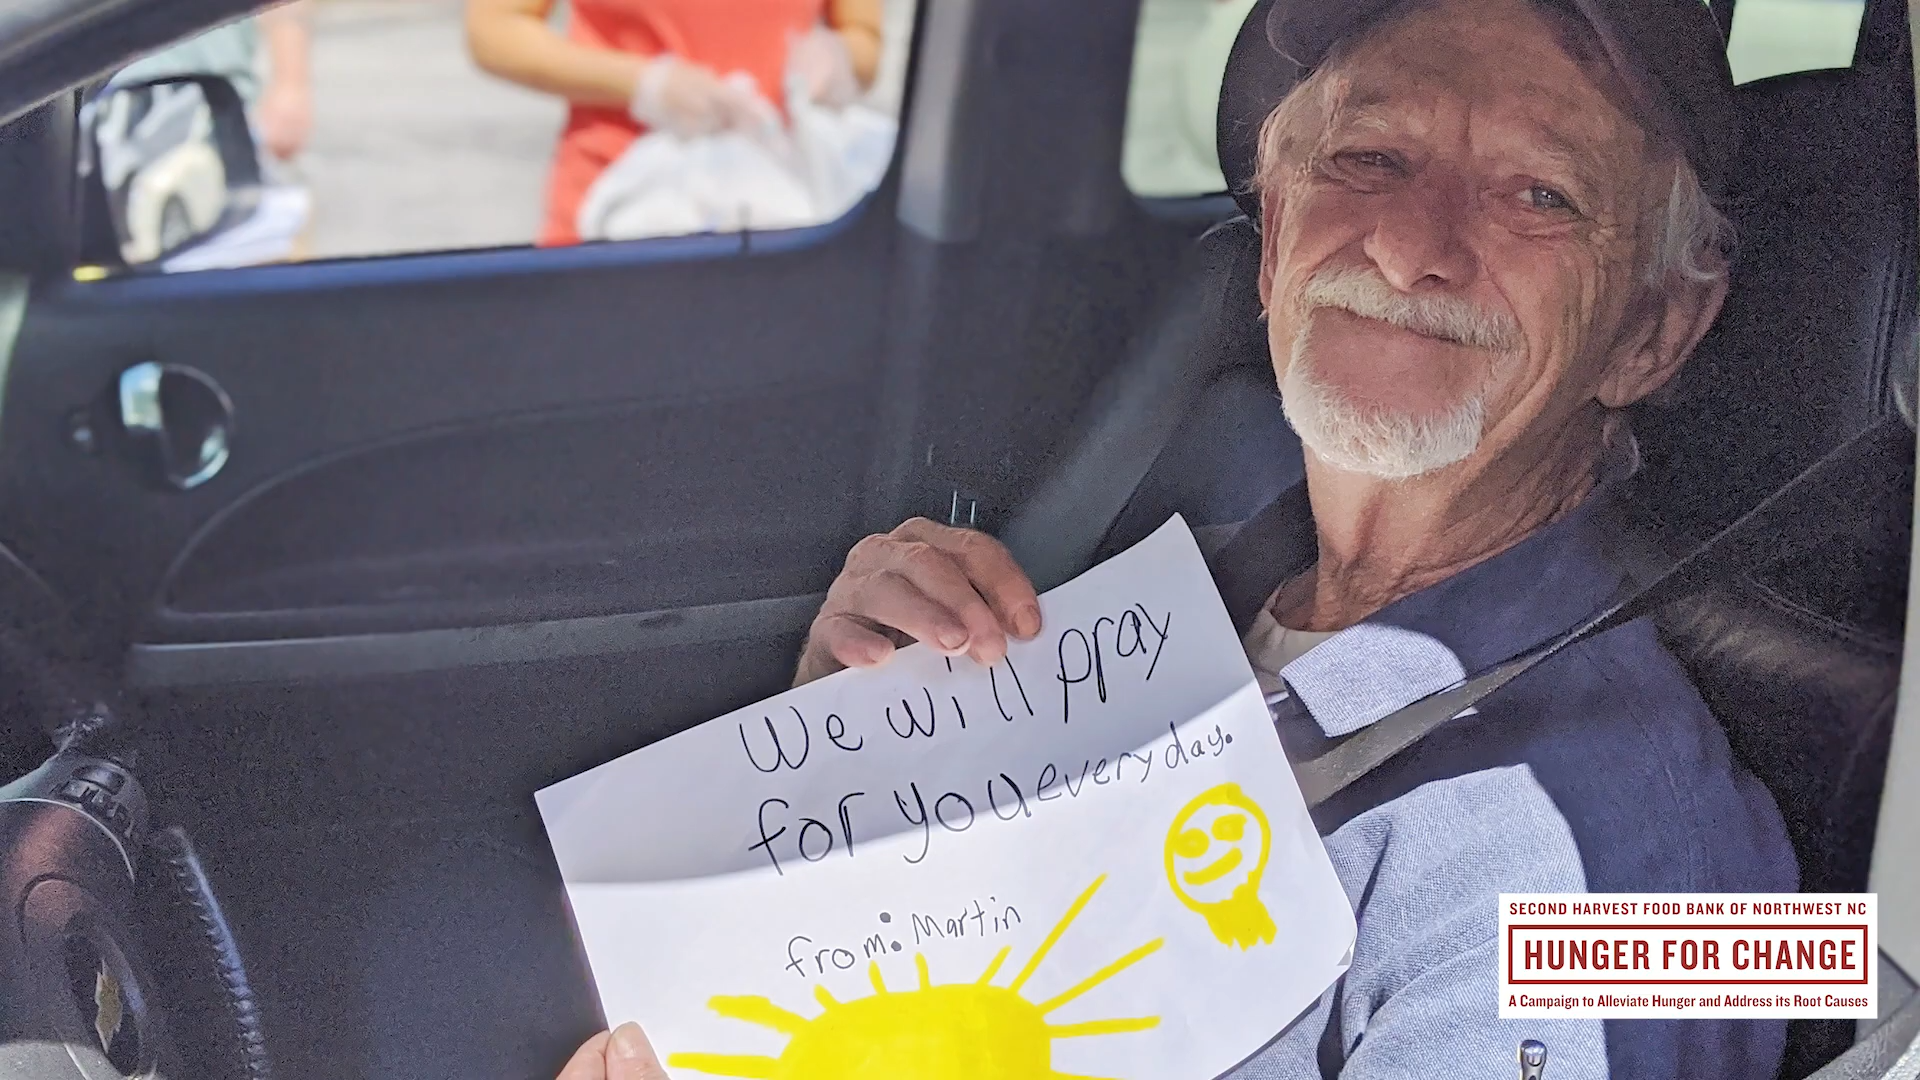 We will pray
for you every day.
from: Martin
SECOND HARVEST FOOD BANK OF NORTHWEST NC
HUNGER FOR CHANGE
A Campaign to Alleviate Hunger and Address its Root Causes